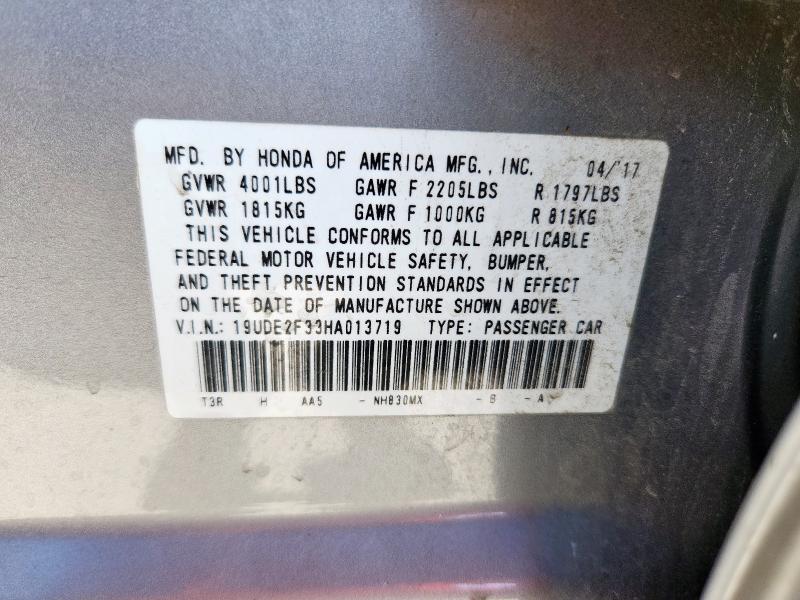 MFD. BY HONDA OF AMERICA MFG., INC. 04/'17
GVWR 4001LBS GAWR F 2205LBS R 1797LBS
GVWR 1815KG GAWR F 1000KG R 815KG
THIS VEHICLE CONFORMS TO ALL APPLICABLE
FEDERAL MOTOR VEHICLE SAFETY, BUMPER,
AND THEFT PREVENTION STANDARDS IN EFFECT
ON THE DATE OF MANUFACTURE SHOWN ABOVE.
V.I.N.: 19UDE2F33HA013719 TYPE: PASSENGER CAR
T3R H AA5 - NH830MX - B - A